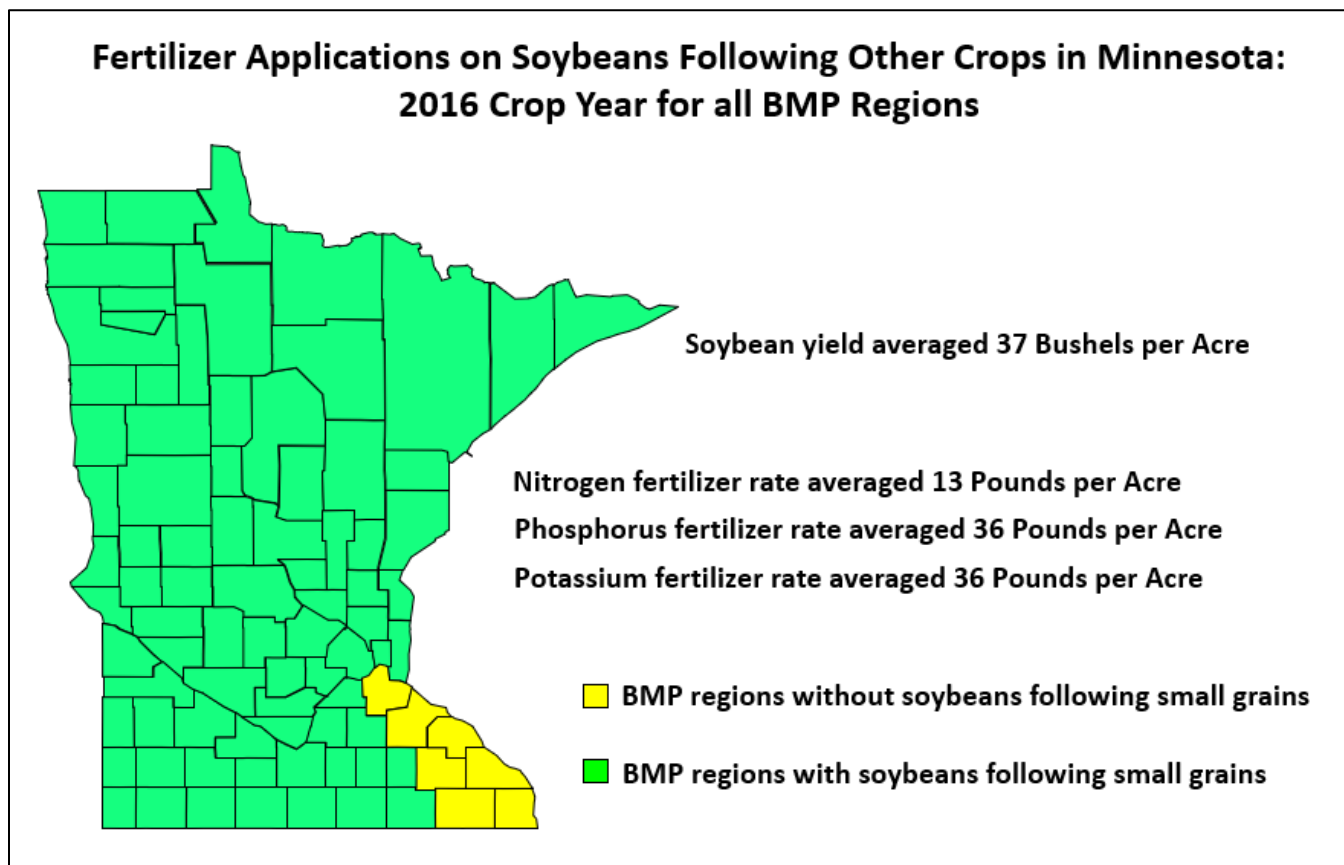 Fertilizer Applications on Soybeans Following Other Crops in Minnesota:
2016 Crop Year for all BMP Regions
Soybean yield averaged 37 Bushels per Acre
Nitrogen fertilizer rate averaged 13 Pounds per Acre
Phosphorus fertilizer rate averaged 36 Pounds per Acre
Potassium fertilizer rate averaged 36 Pounds per Acre
BMP regions without soybeans following small grains
BMP regions with soybeans following small grains